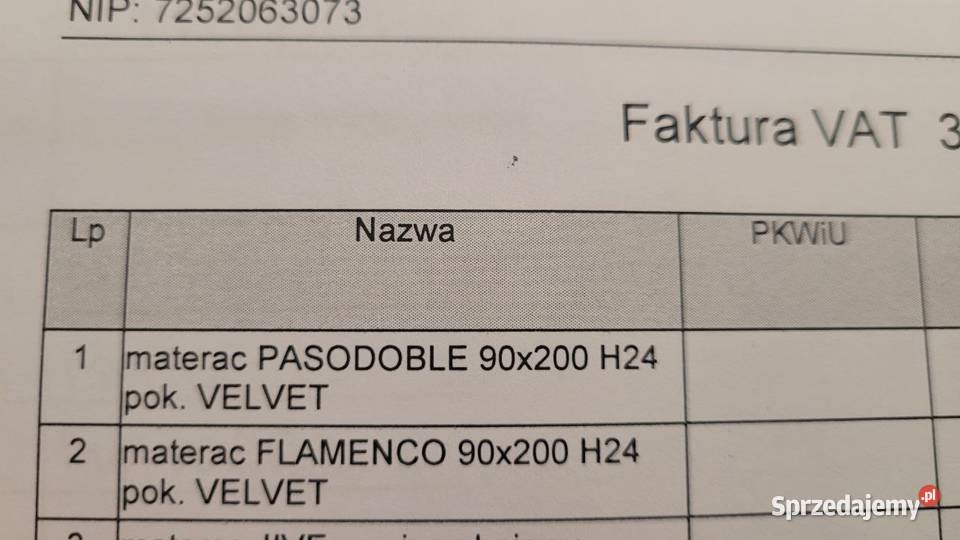 NIP: 7252063073
Faktura VAT 3
Lp Nazwa PKWiU
1 materac PASODOBLE 90x200 H24
pok. VELVET
2 materac FLAMENCO 90x200 H24
pok. VELVET
Sprzedajemy.pl